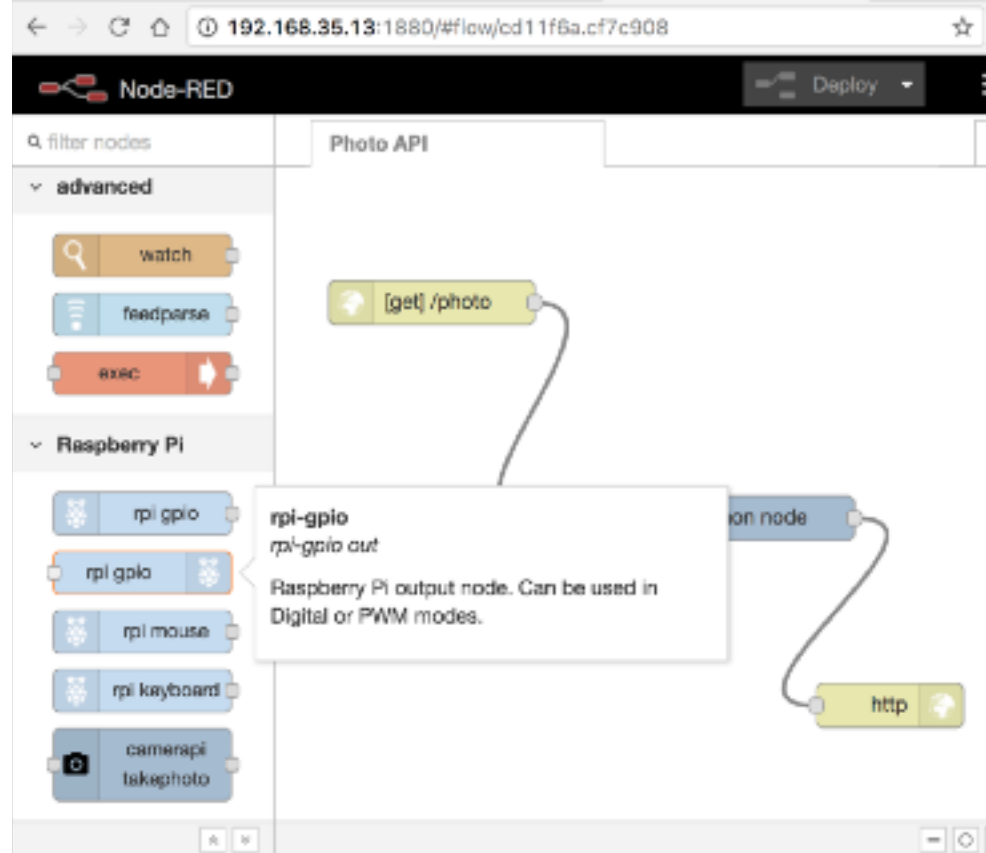 192.168.35.13:1880/#flow/cd11f6a.cf7c908
Node-RED
Deploy
filter nodes
Photo API
advanced
watch
feedparse
exec
[get] /photo
Raspberry Pi
rpi gpio
rpi gpio
rpi mouse
rpi keyboard
camerapi
takephoto
rpi-gpio
rpi-gpio out
Raspberry Pi output node. Can be used in
Digital or PWM modes.
on node
http